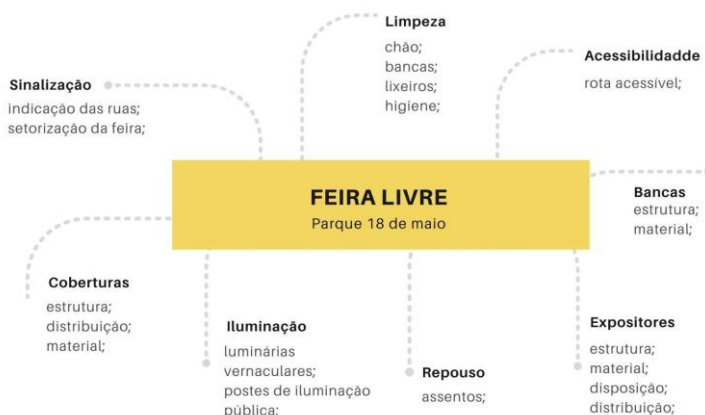 Limpeza
chão;
bancas;
lixeiros;
higiene;
Acessibilidadde
rota acessível;
Sinalização
indicação das ruas;
setorização da feira;
FEIRA LIVRE
Parque 18 de maio
Bancas
estrutura;
material;
Coberturas
estrutura;
distribuição;
material;
Iluminação
luminárias
vernaculares;
postes de iluminação
pública;
Repouso
assentos;
Expositores
estrutura;
material;
disposição;
distribuição;